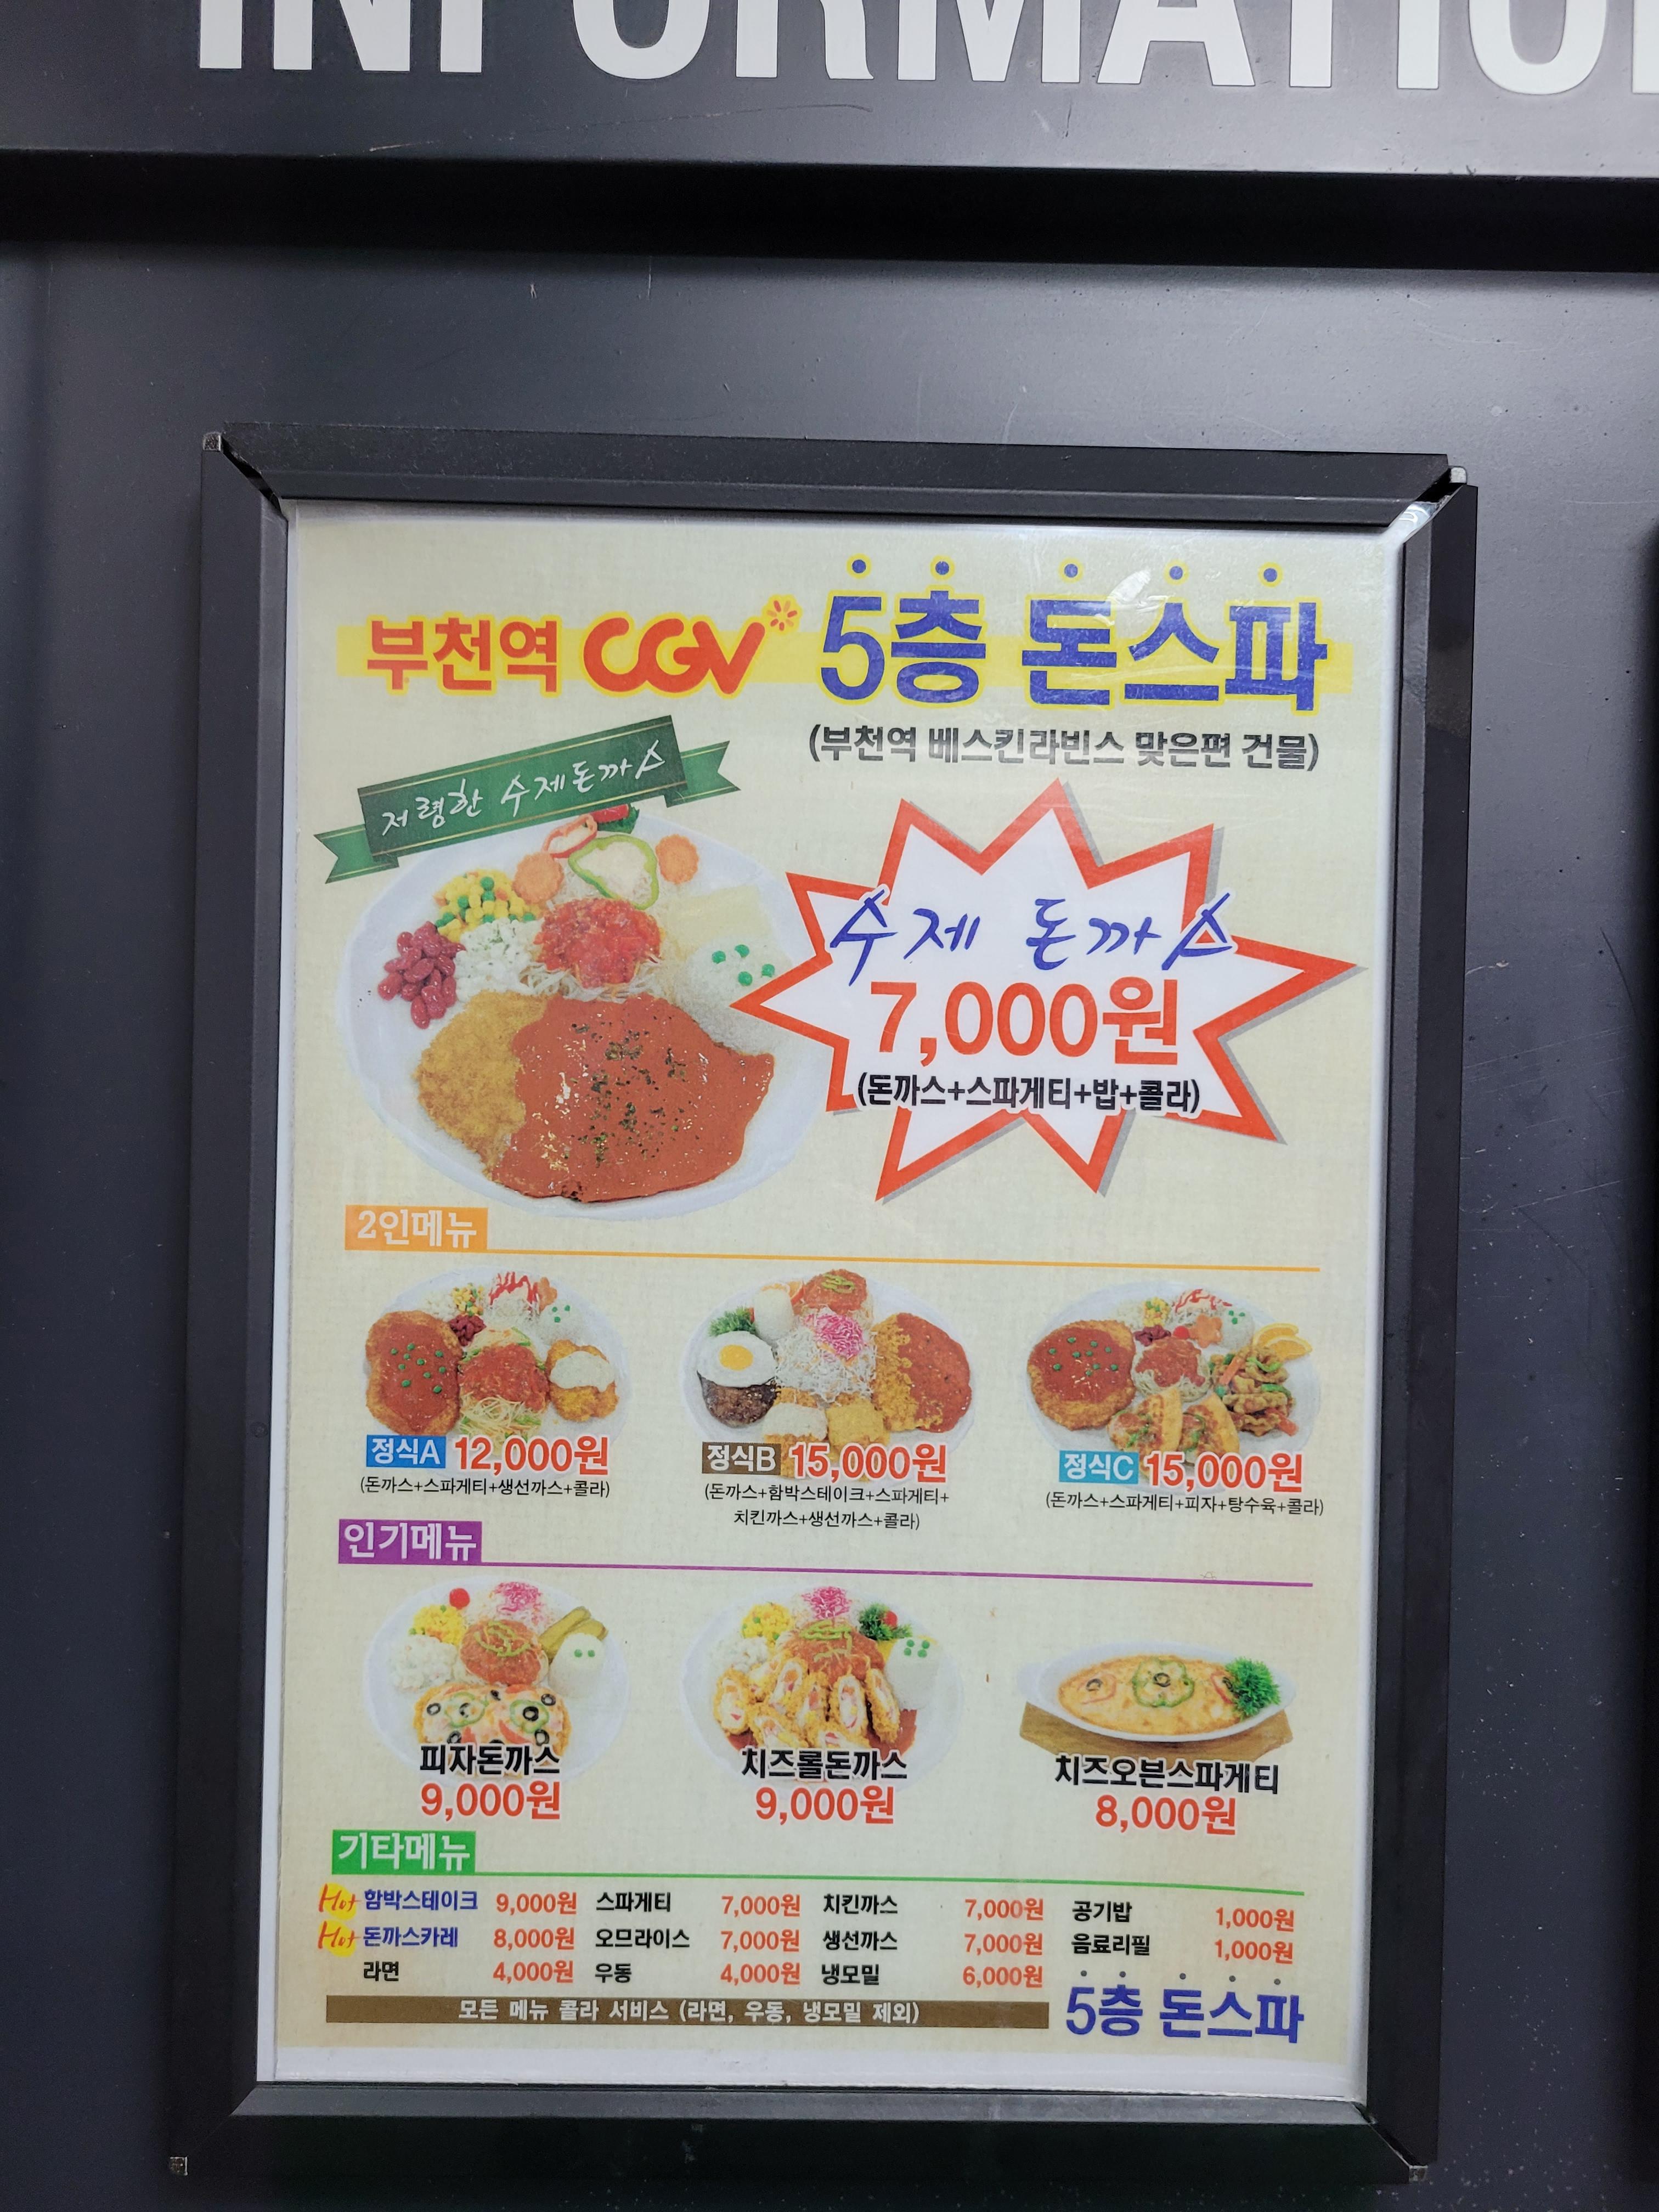 INFORMATIO
부천역 CGV 5층 돈스파
(부천역 베스킨라빈스 맞은편 건물)
저렴한 수제돈까스
수제 돈까스
7,000원
(돈까스+스파게티+밥+콜라)
2인메뉴
정식A 12,000원
(돈까스+스파게티+생선까스+콜라)
정식B 15,000원
(돈까스+함박스테이크+스파게티+
치킨까스+생선까스+콜라)
정식C 15,000원
(돈까스+스파게티+피자+탕수육+콜라)
인기메뉴
피자돈까스
9,000원
치즈롤돈까스
9,000원
치즈오븐스파게티
8,000원
기타메뉴
Hot 함박스테이크 9,000원 스파게티 7,000원 치킨까스 7,000원 공기밥 1,000원
Hot 돈까스카레 8,000원 오므라이스 7,000원 생선까스 7,000원 음료리필 1,000원
라면 4,000원 우동 4,000원 냉모밀 6,000원
모든 메뉴 콜라 서비스 (라면, 우동, 냉모밀 제외)
5층 돈스파